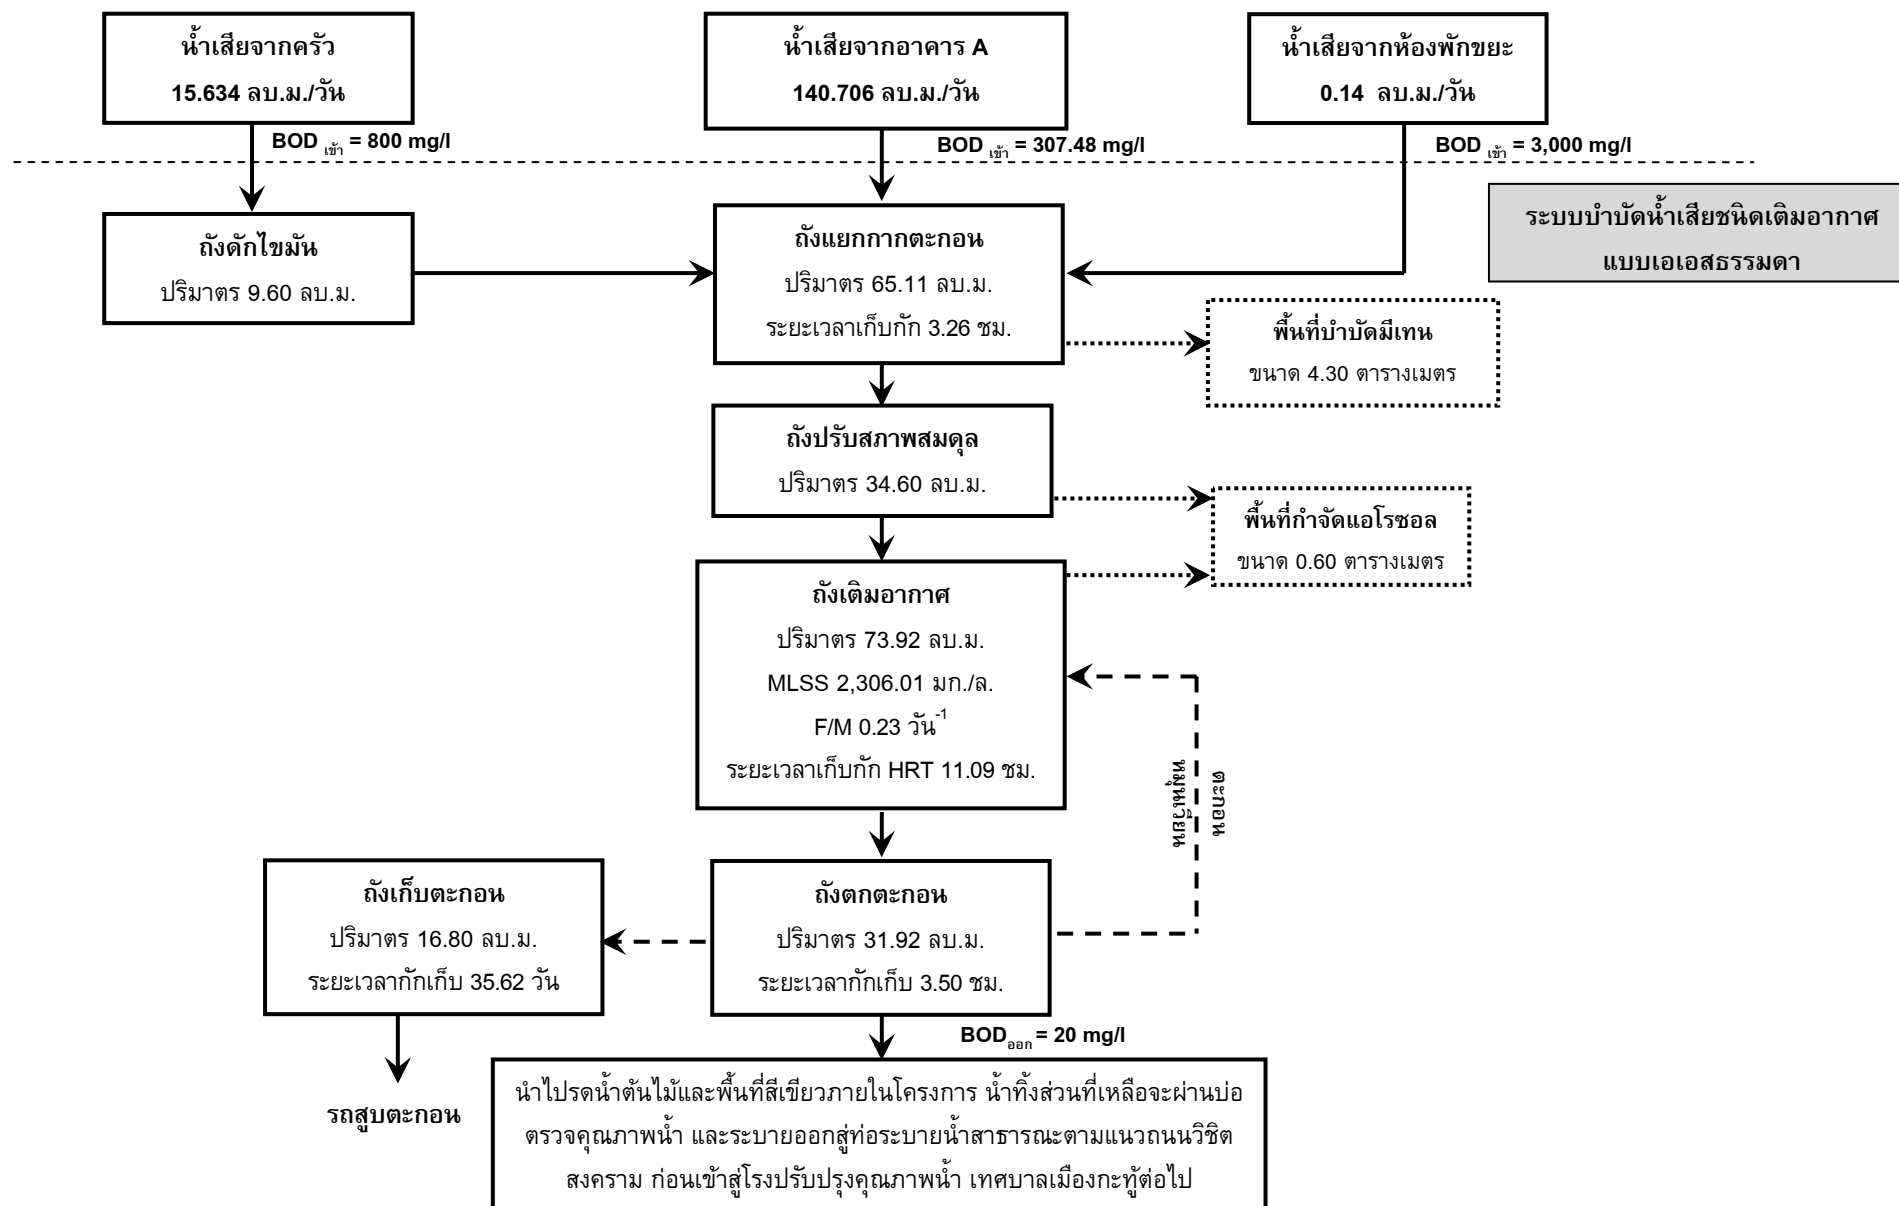 น้ำเสียจากครัว
15.634 ลบ.ม./วัน
น้ำเสียจากอาคาร A
140.706 ลบ.ม./วัน
น้ำเสียจากห้องพักขยะ
0.14 ลบ.ม./วัน
BOD เข้า = 800 mg/l
BOD เข้า = 307.48 mg/l
BOD เข้า = 3,000 mg/l
ระบบบำบัดน้ำเสียชนิดเติมอากาศ
แบบเอเอสธรรมดา
ถังดักไขมัน
ปริมาตร 9.60 ลบ.ม.
ถังแยกกากตะกอน
ปริมาตร 65.11 ลบ.ม.
ระยะเวลาเก็บกัก 3.26 ชม.
พื้นที่บำบัดมีเทน
ขนาด 4.30 ตารางเมตร
ถังปรับสภาพสมดุล
ปริมาตร 34.60 ลบ.ม.
พื้นที่กำจัดแอโรซอล
ขนาด 0.60 ตารางเมตร
ถังเติมอากาศ
ปริมาตร 73.92 ลบ.ม.
MLSS 2,306.01 มก./ล.
F/M 0.23 วัน⁻¹
ระยะเวลาเก็บกัก HRT 11.09 ชม.
ตะกอน
หมุนเวียน
ถังเก็บตะกอน
ปริมาตร 16.80 ลบ.ม.
ระยะเวลากักเก็บ 35.62 วัน
ถังตกตะกอน
ปริมาตร 31.92 ลบ.ม.
ระยะเวลากักเก็บ 3.50 ชม.
BODออก = 20 mg/l
รถสูบตะกอน
นำไปรดน้ำต้นไม้และพื้นที่สีเขียวภายในโครงการ น้ำทิ้งส่วนที่เหลือจะผ่านบ่อ
ตรวจคุณภาพน้ำ และระบายออกสู่ท่อระบายน้ำสาธารณะตามแนวถนนวิชิต
สงคราม ก่อนเข้าสู่โรงปรับปรุงคุณภาพน้ำ เทศบาลเมืองกะทู้ต่อไป